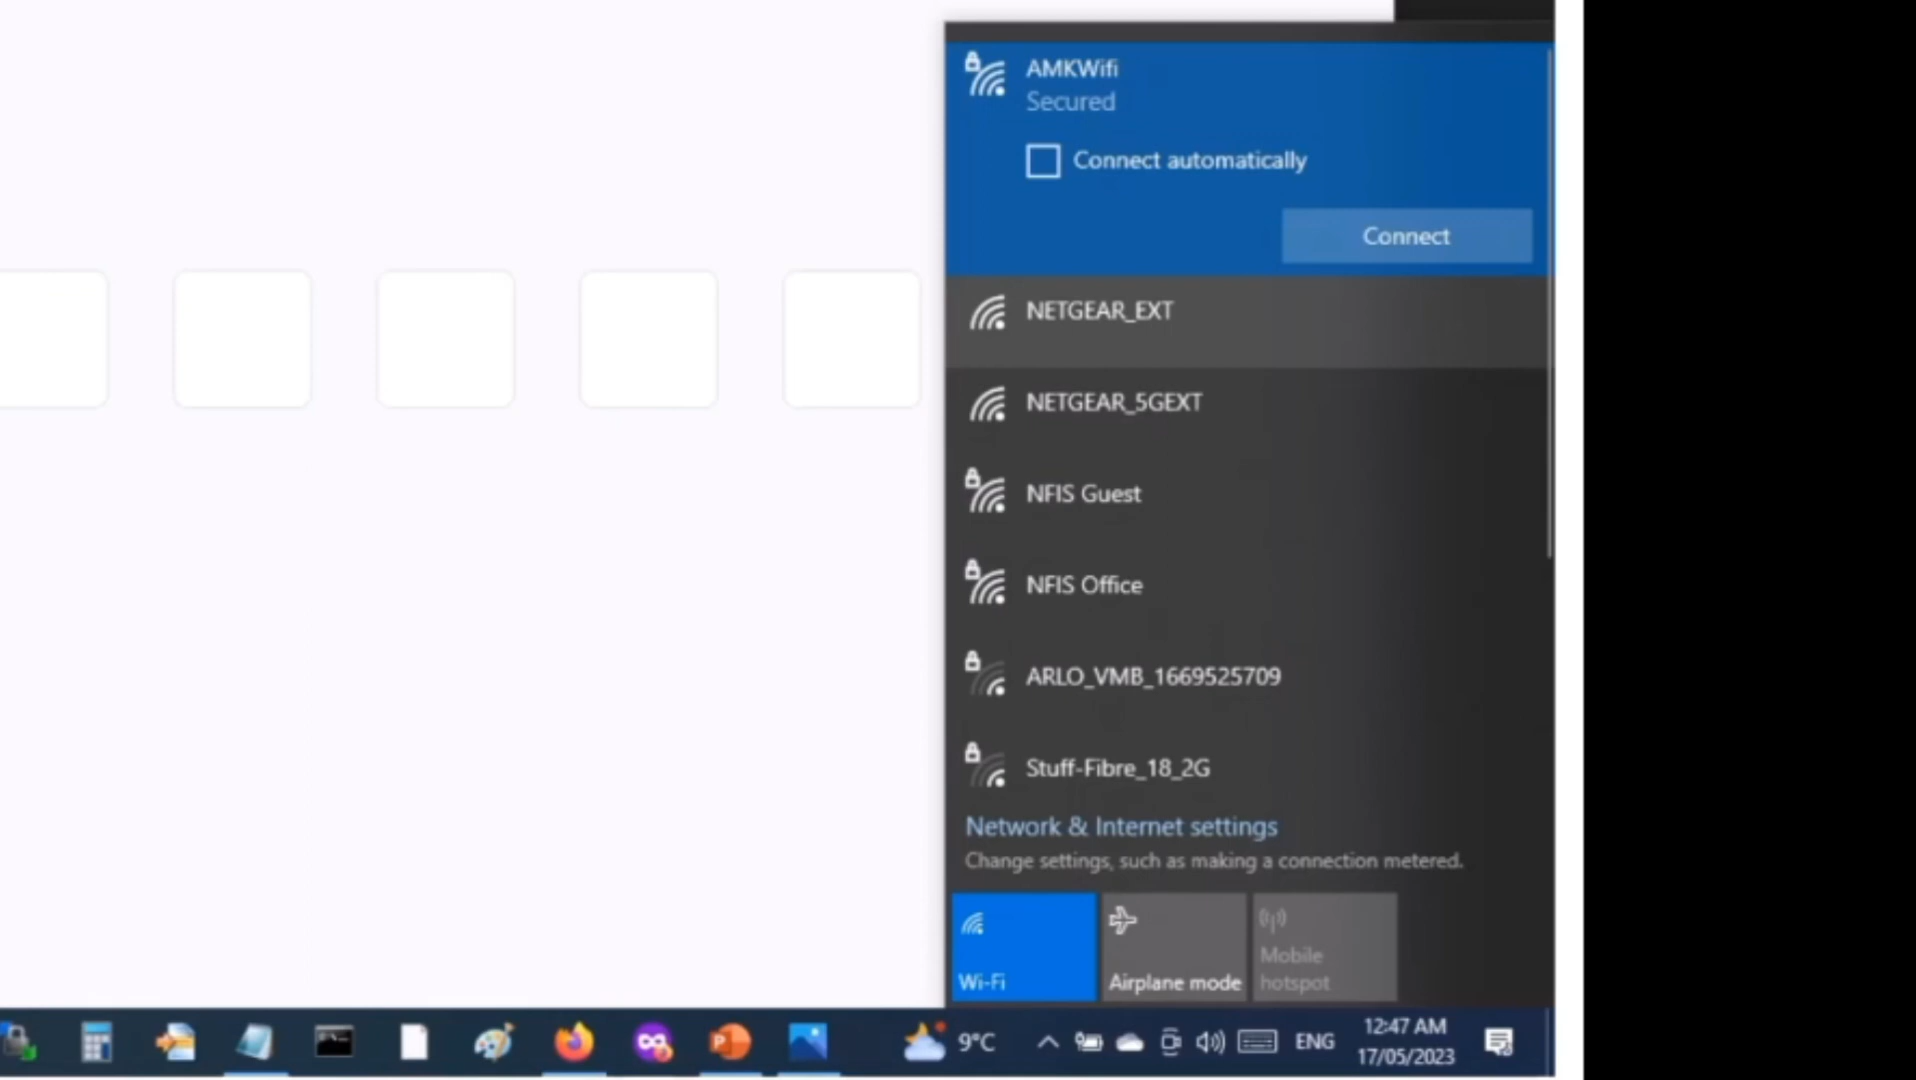 AMKWifi
Secured
Connect automatically
Connect
NETGEAR_EXT
NETGEAR_5GEXT
NFIS Guest
NFIS Office
ARLO_VMB_1669525709
Stuff-Fibre_18_2G
Network & Internet settings
Change settings, such as making a connection metered.
Wi-Fi
Airplane mode
Mobile
hotspot
9°C
ENG
12:47 AM
17/05/2023